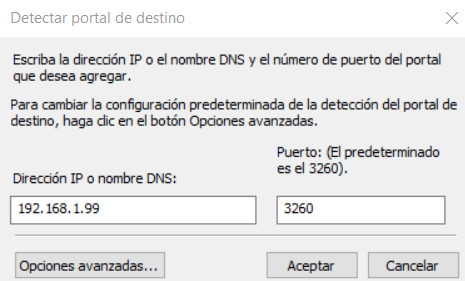 Detectar portal de destino
Escriba la dirección IP o el nombre DNS y el número de puerto del portal
que desea agregar.
Para cambiar la configuración predeterminada de la detección del portal de
destino, haga clic en el botón Opciones avanzadas.
Dirección IP o nombre DNS:
Puerto: (El predeterminado
es el 3260).
192.168.1.99
3260
Opciones avanzadas...
Aceptar
Cancelar